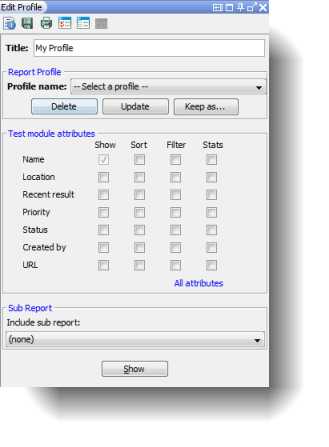 Edit Profile
Title: My Profile
Report Profile
Profile name: -- Select a profile --
Delete Update Keep as...
Test module attributes
Show Sort Filter Stats
Name
Location
Recent result
Priority
Status
Created by
URL
All attributes
Sub Report
Include sub report:
(none)
Show